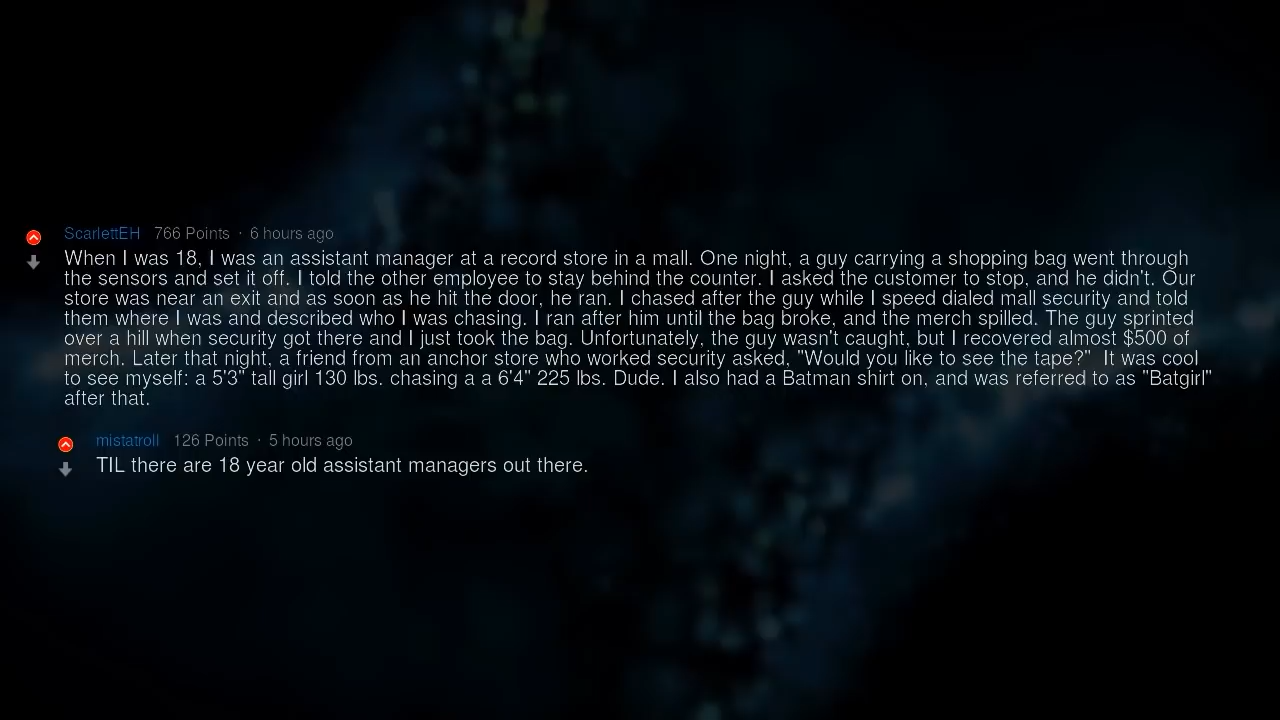 ScarlettEH 766 Points · 6 hours ago
When I was 18, I was an assistant manager at a record store in a mall. One night, a guy carrying a shopping bag went through
the sensors and set it off. I told the other employee to stay behind the counter. I asked the customer to stop, and he didn't. Our
store was near an exit and as soon as he hit the door, he ran. I chased after the guy while I speed dialed mall security and told
them where I was and described who I was chasing. I ran after him until the bag broke, and the merch spilled. The guy sprinted
over a hill when security got there and I just took the bag. Unfortunately, the guy wasn't caught, but I recovered almost $500 of
merch. Later that night, a friend from an anchor store who worked security asked, "Would you like to see the tape?"  It was cool
to see myself: a 5'3" tall girl 130 lbs. chasing a a 6'4" 225 lbs. Dude. I also had a Batman shirt on, and was referred to as "Batgirl"
after that.
mistatroll 126 Points · 5 hours ago
TIL there are 18 year old assistant managers out there.